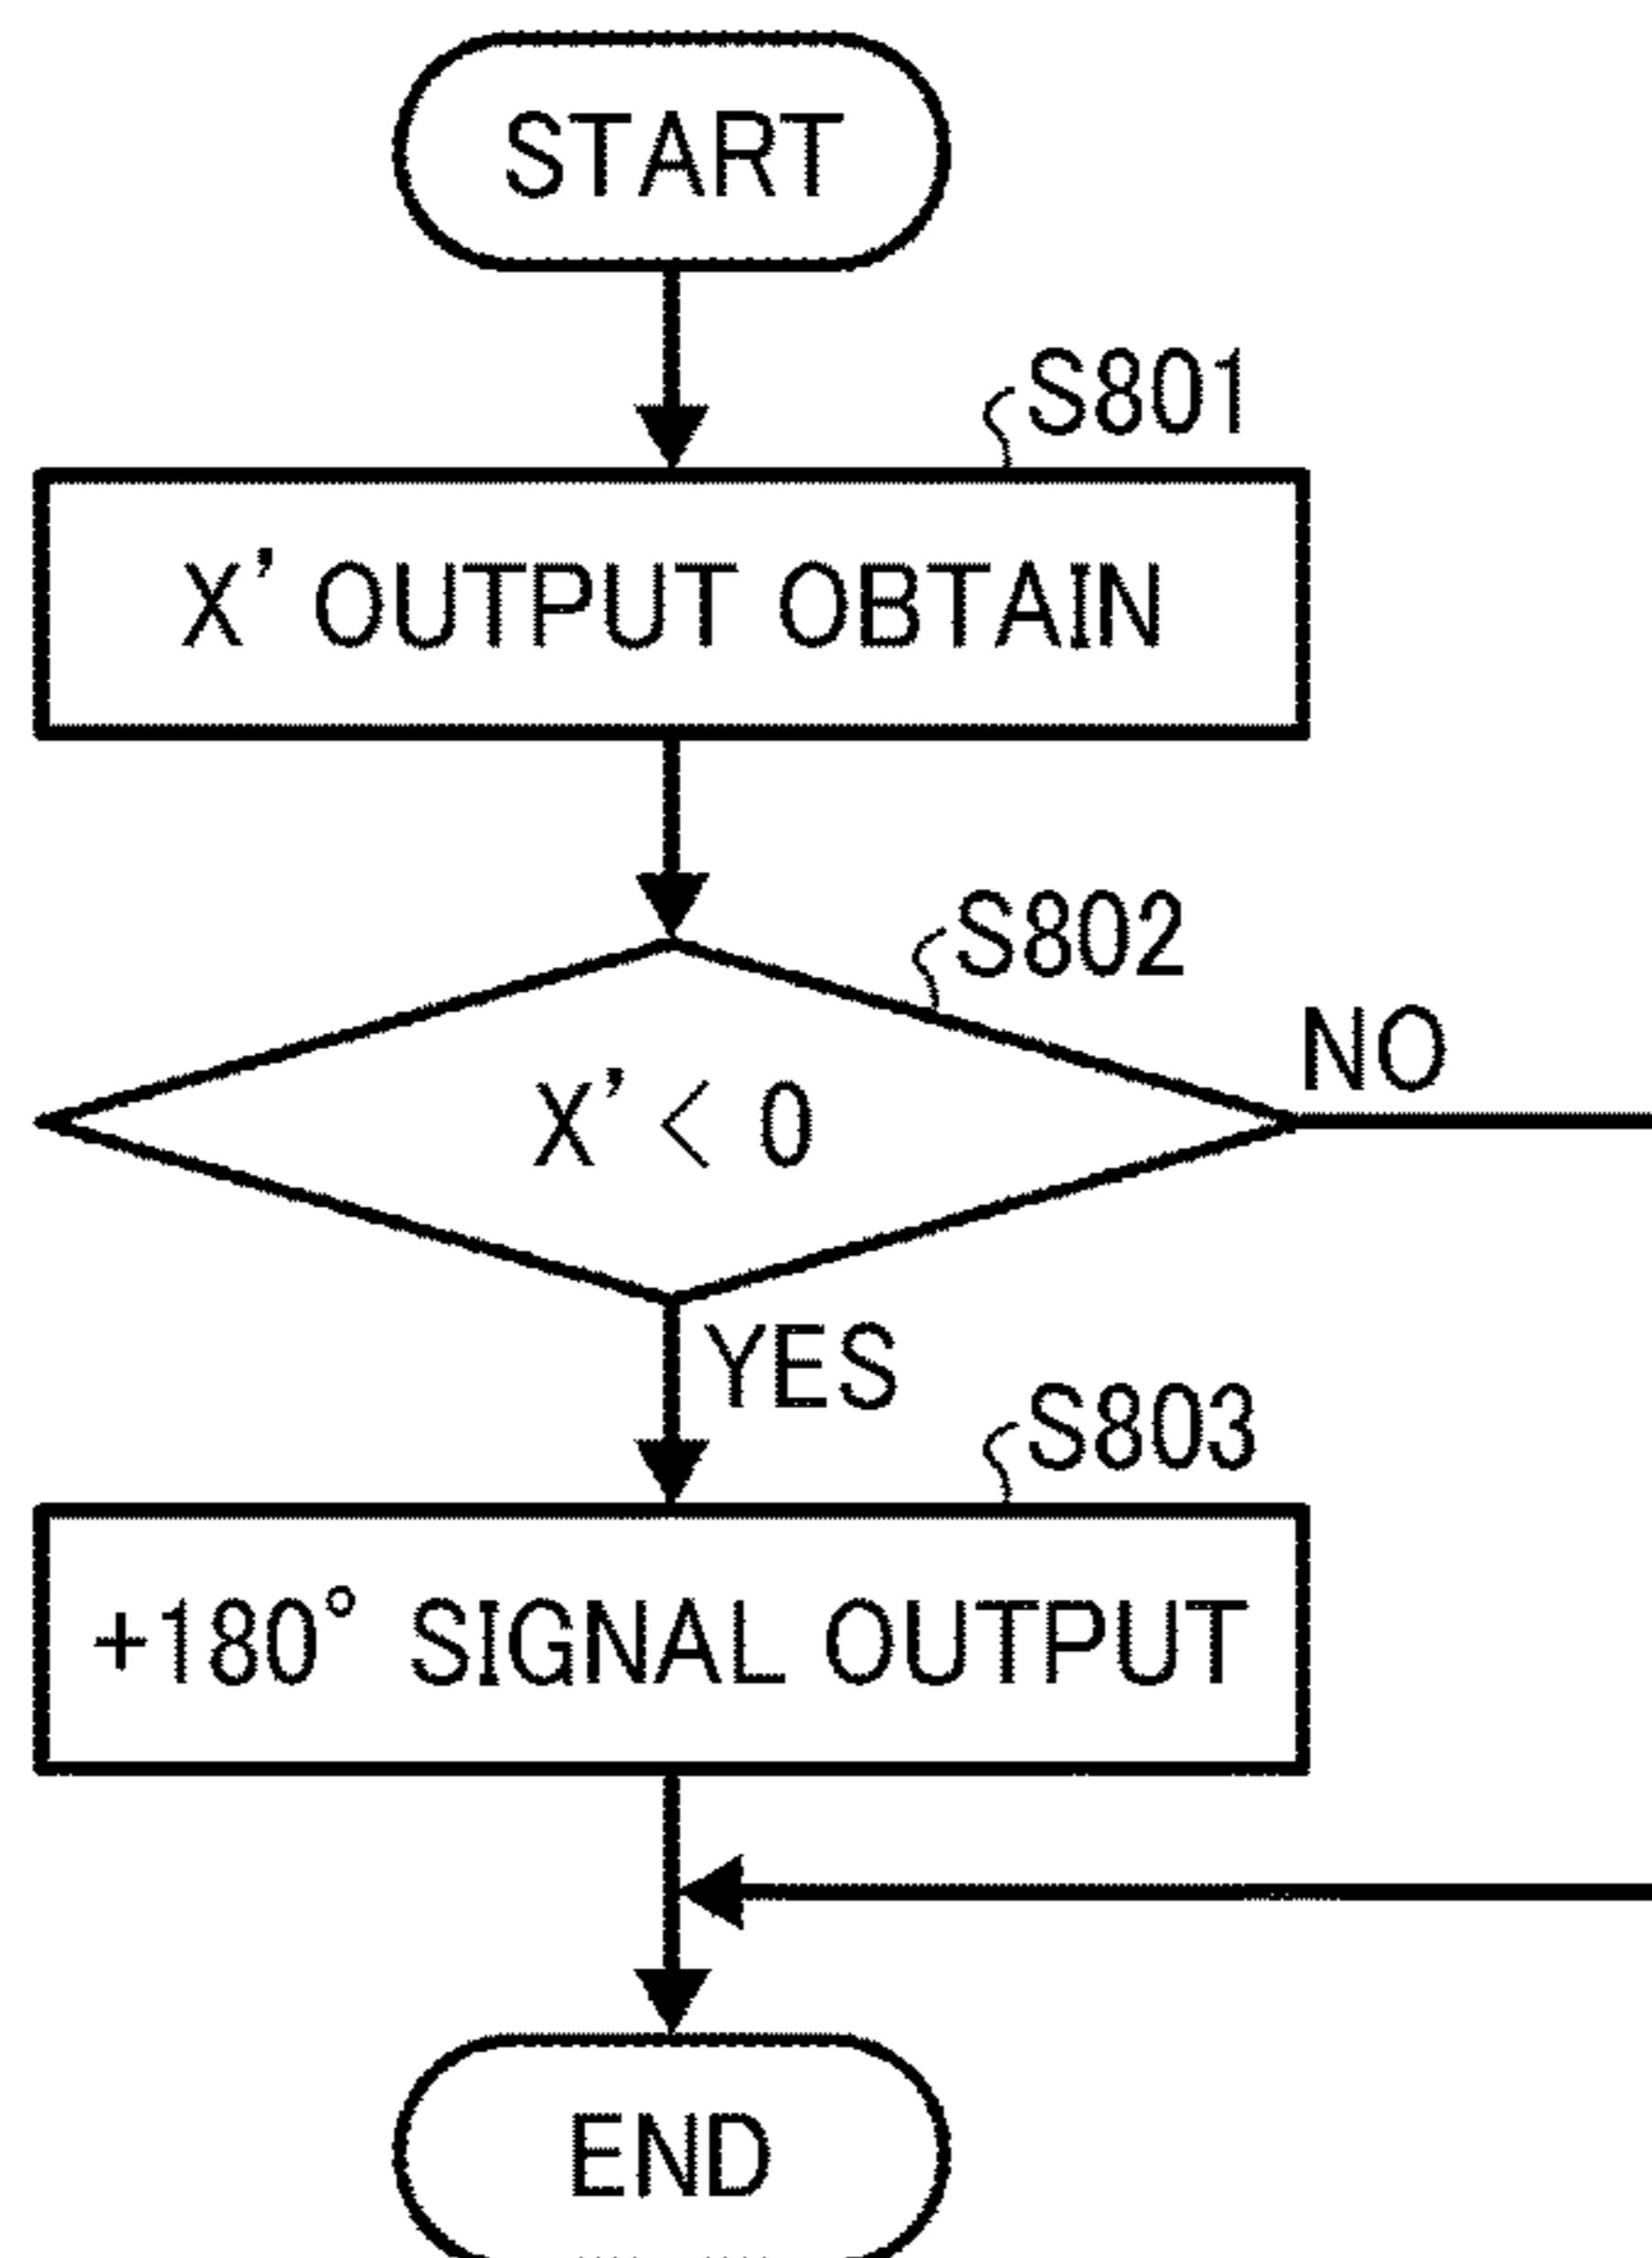 START
S801
X' OUTPUT OBTAIN
S802
NO
X' < 0
YES
S803
+180° SIGNAL OUTPUT
END